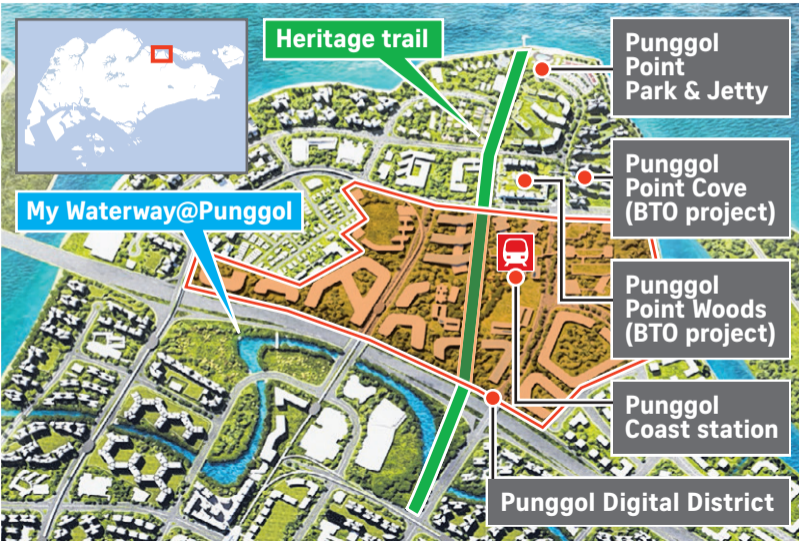 Heritage trail
Punggol
Point
Park & Jetty
Punggol
Point Cove
(BTO project)
My Waterway@Punggol
Punggol
Point Woods
(BTO project)
Punggol
Coast station
Punggol Digital District